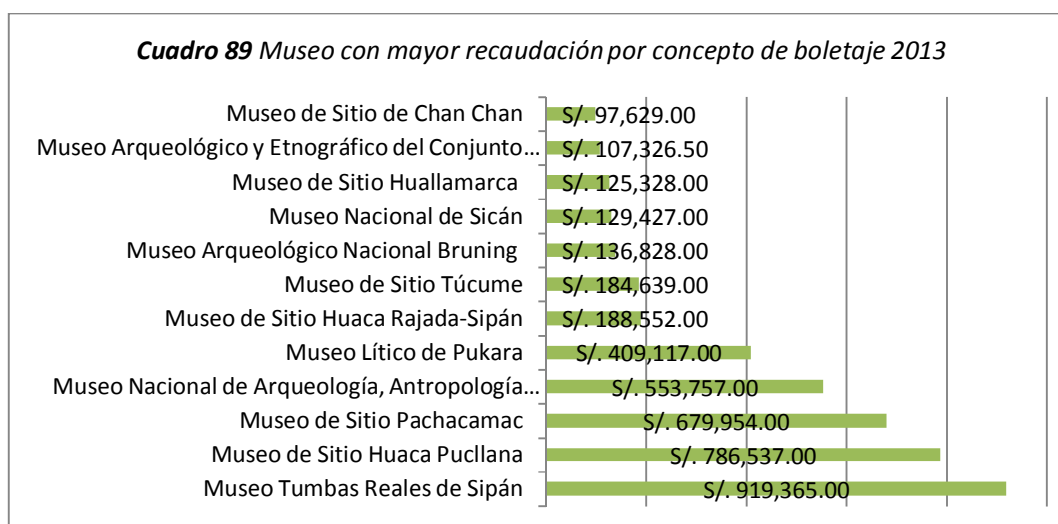 Cuadro 89 Museo con mayor recaudación por concepto de boletaje 2013
Museo de Sitio de Chan Chan S/. 97,629.00
Museo Arqueológico y Etnográfico del Conjunto... S/. 107,326.50
Museo de Sitio Huallamarca S/. 125,328.00
Museo Nacional de Sicán S/. 129,427.00
Museo Arqueológico Nacional Bruning S/. 136,828.00
Museo de Sitio Túcume S/. 184,639.00
Museo de Sitio Huaca Rajada-Sipán S/. 188,552.00
Museo Lítico de Pukara S/. 409,117.00
Museo Nacional de Arqueología, Antropología... S/. 553,757.00
Museo de Sitio Pachacamac S/. 679,954.00
Museo de Sitio Huaca Pucllana S/. 786,537.00
Museo Tumbas Reales de Sipán S/. 919,365.00